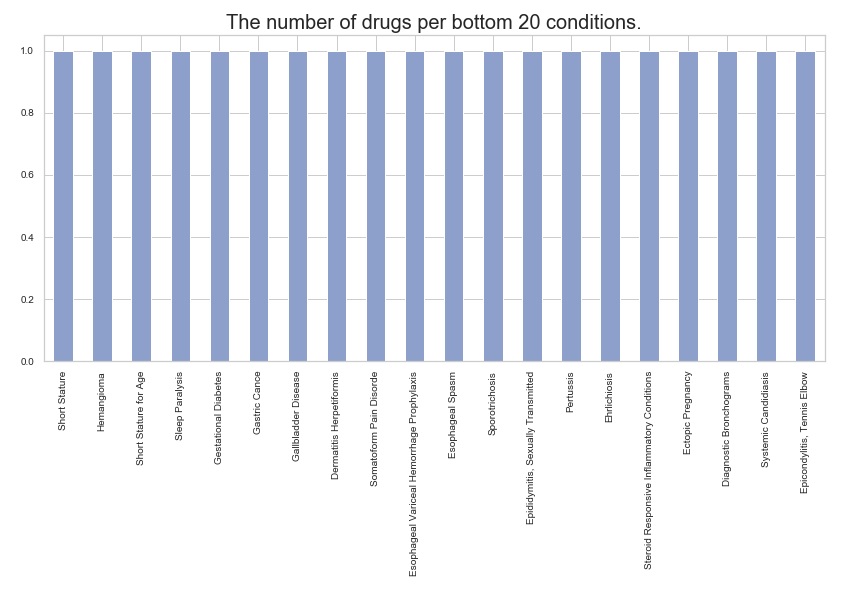 The number of drugs per bottom 20 conditions.
1.0
0.8
0.6
0.4
0.2
0.0
Short Stature
Hemangioma
Short Stature for Age
Sleep Paralysis
Gestational Diabetes
Gastric Cance
Gallbladder Disease
Dermatitis Herpetiformis
Somatoform Pain Disorde
Esophageal Variceal Hemorrhage Prophylaxis
Esophageal Spasm
Sporotrichosis
Epididymitis, Sexually Transmitted
Pertussis
Ehrlichiosis
Steroid Responsive Inflammatory Conditions
Ectopic Pregnancy
Diagnostic Bronchograms
Systemic Candidiasis
Epicondylitis, Tennis Elbow